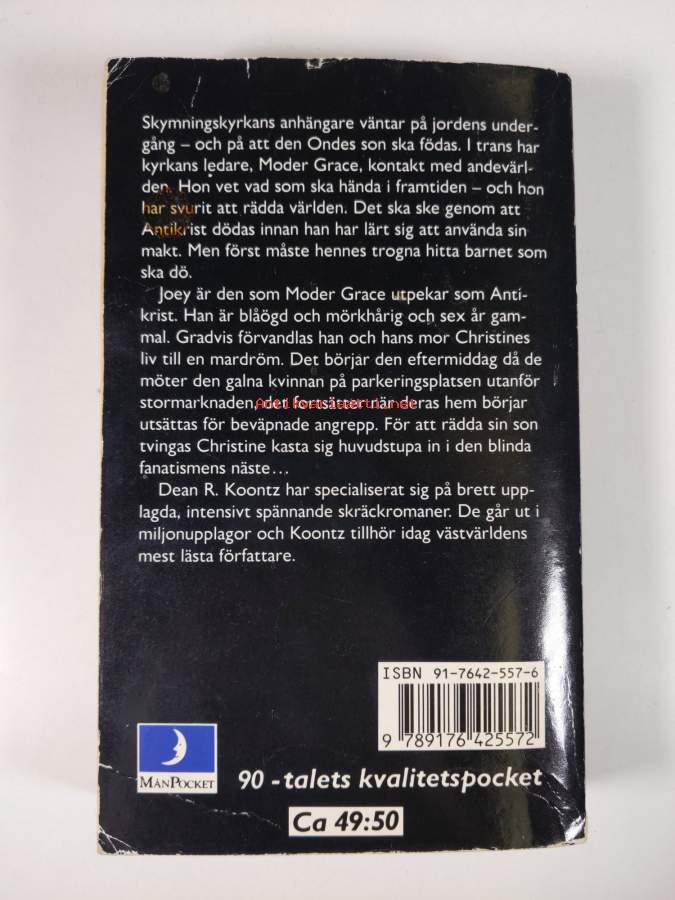 Skymningskyrkans anhängare väntar på jordens under-
gång – och på att den Ondes son ska födas. I trans har
kyrkans ledare, Moder Grace, kontakt med andevärl-
den. Hon vet vad som ska hända i framtiden – och hon
har svurit att rädda världen. Det ska ske genom att
Antikrist dödas innan han har lärt sig att använda sin
makt. Men först måste hennes trogna hitta barnet som
ska dö.
Joey är den som Moder Grace utpekar som Anti-
krist. Han är blåögd och mörkhårig och sex år gam-
mal. Gradvis förvandlas han och hans mor Christines
liv till en mardröm. Det börjar den eftermiddag då de
möter den galna kvinnan på parkeringsplatsen utanför
stormarknaden, det fortsätter när deras hem börjar
Antikvariaatti.net
utsättas för beväpnade angrepp. För att rädda sin son
tvingas Christine kasta sig huvudstupa in i den blinda
fanatismens näste...
Dean R. Koontz har specialiserat sig på brett upp-
lagda, intensivt spännande skräckromaner. De går ut i
miljonupplagor och Koontz tillhör idag västvärldens
mest lästa författare.
ISBN 91-7642-557-6
9 789176 425572
MånPocket
90 - talets kvalitetspocket
Ca 49:50